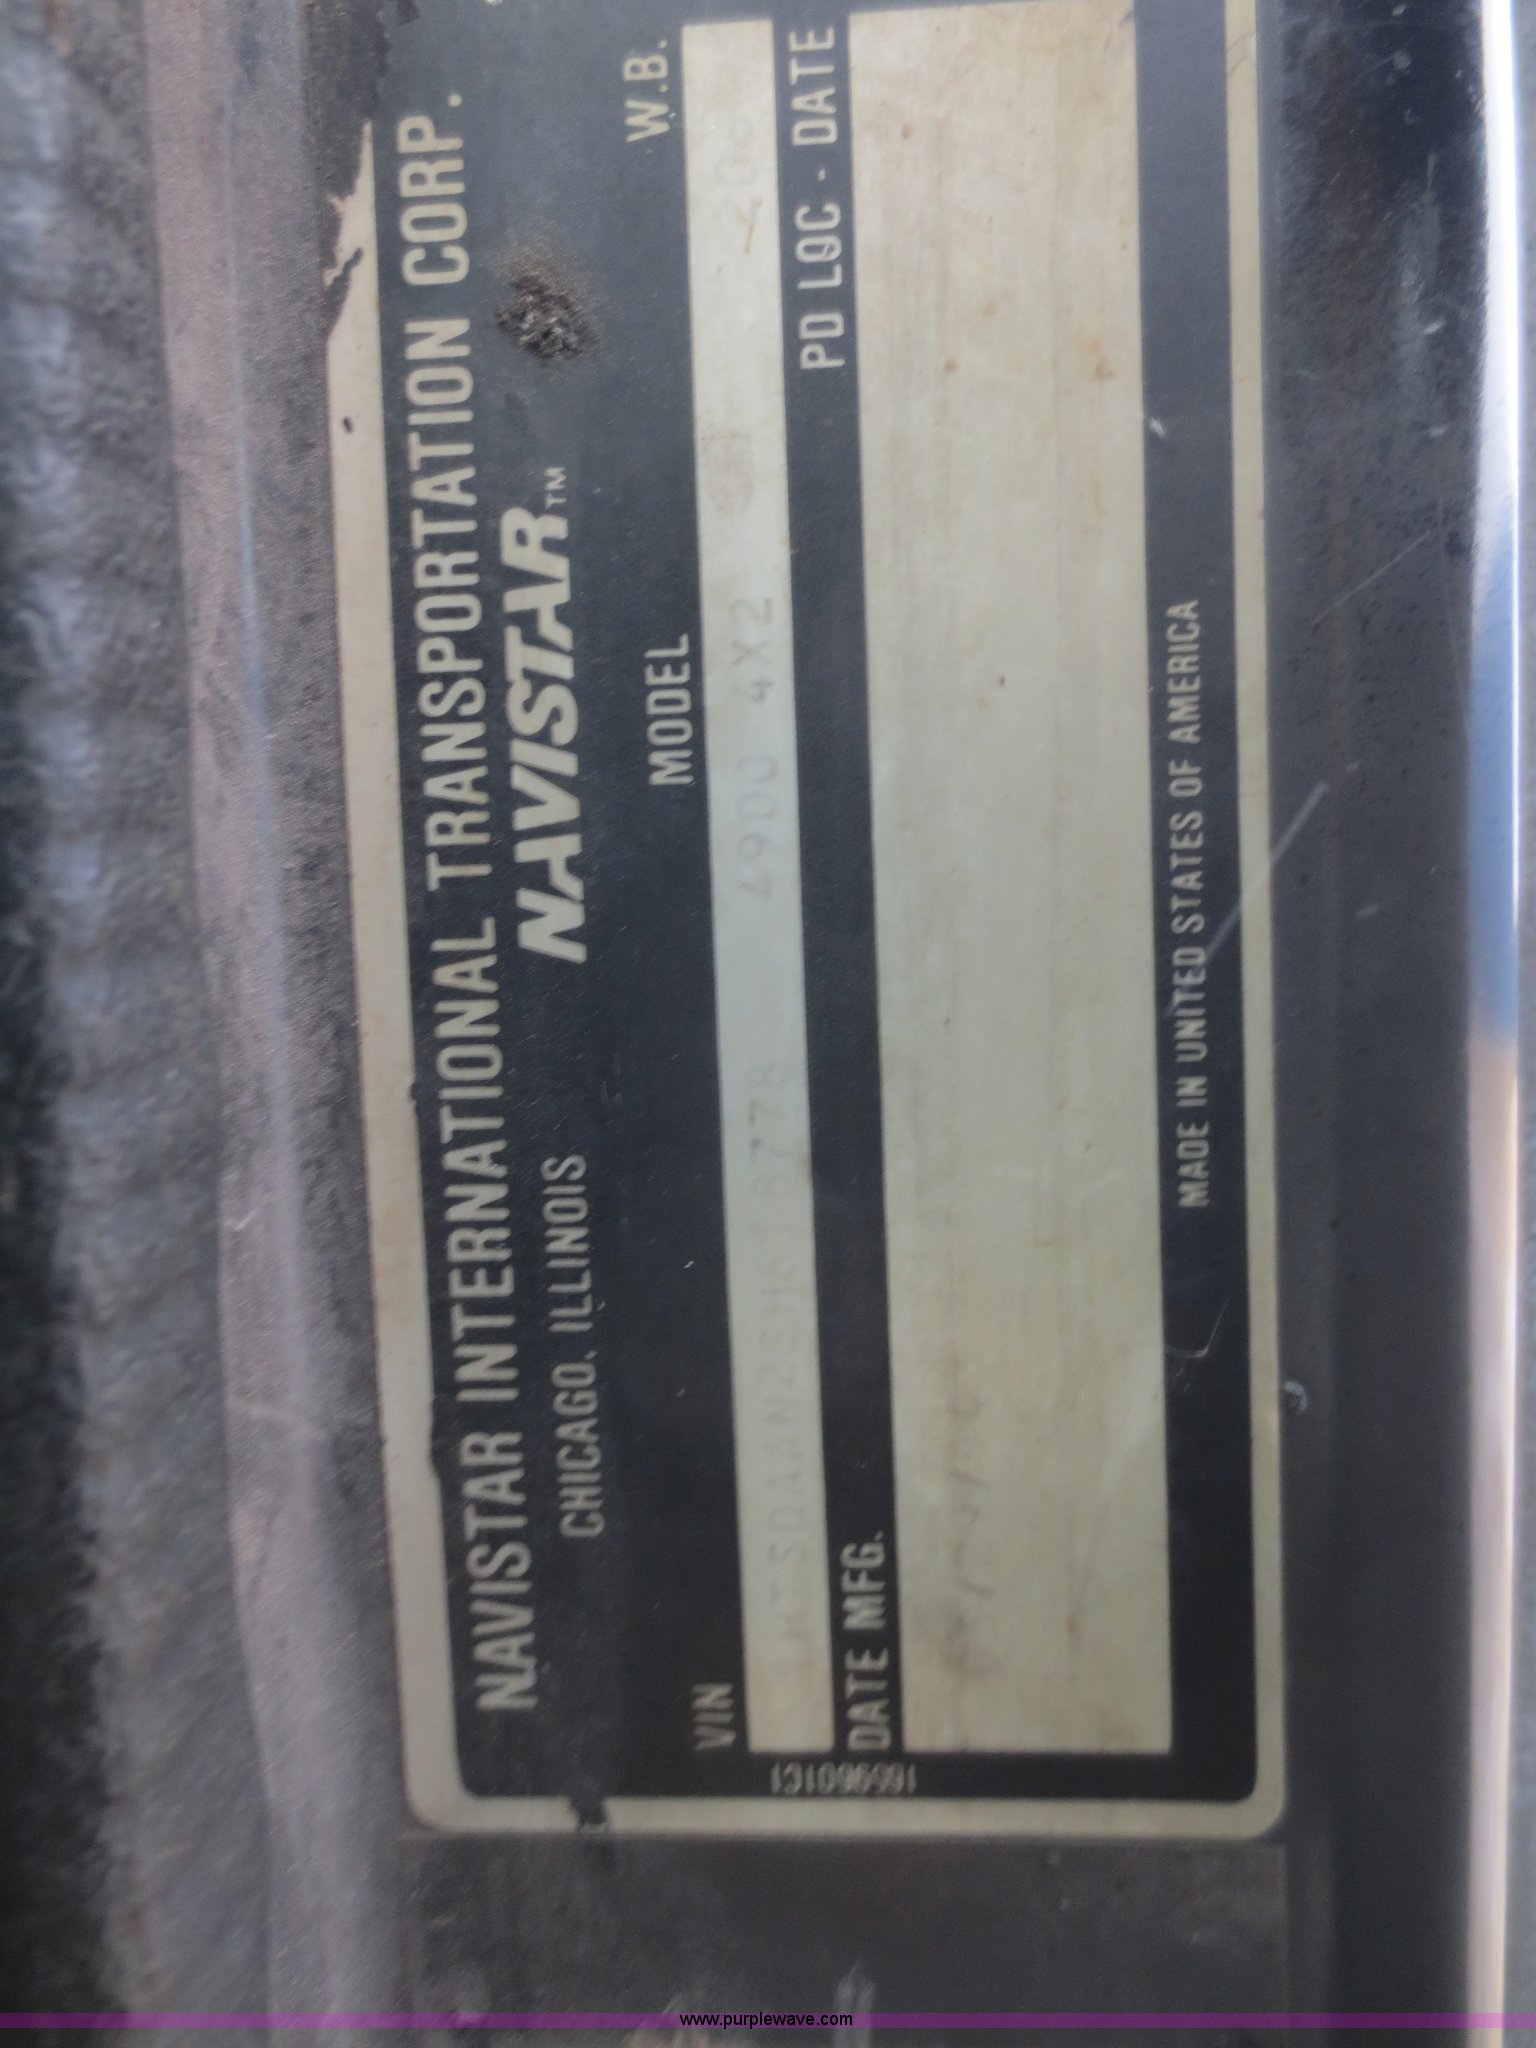 NAVISTAR INTERNATIONAL TRANSPORTATION CORP.
CHICAGO, ILLINOIS
NAVISTAR™
VIN MODEL W.B.
4900 4X2
DATE MFG. PD LOC - DATE
MADE IN UNITED STATES OF AMERICA
www.purplewave.com